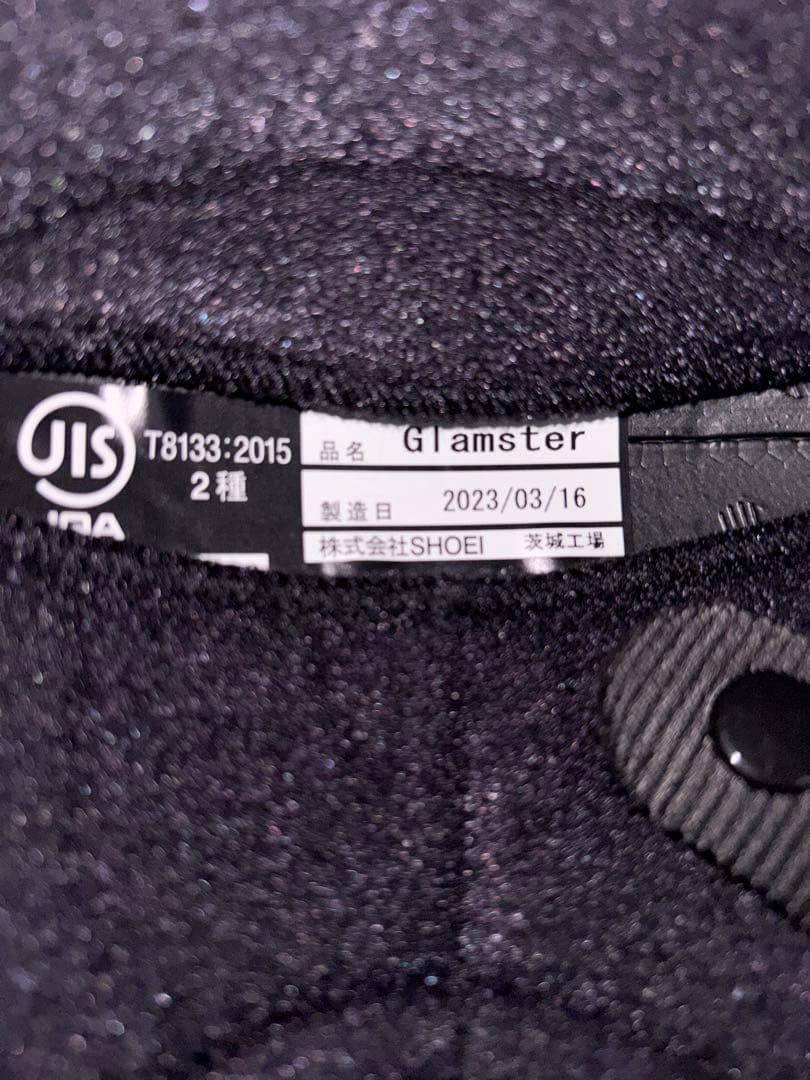 JIS
T8133:2015
2種
品名 Glamster
製造日 2023/03/16
株式会社SHOEI 茨城工場